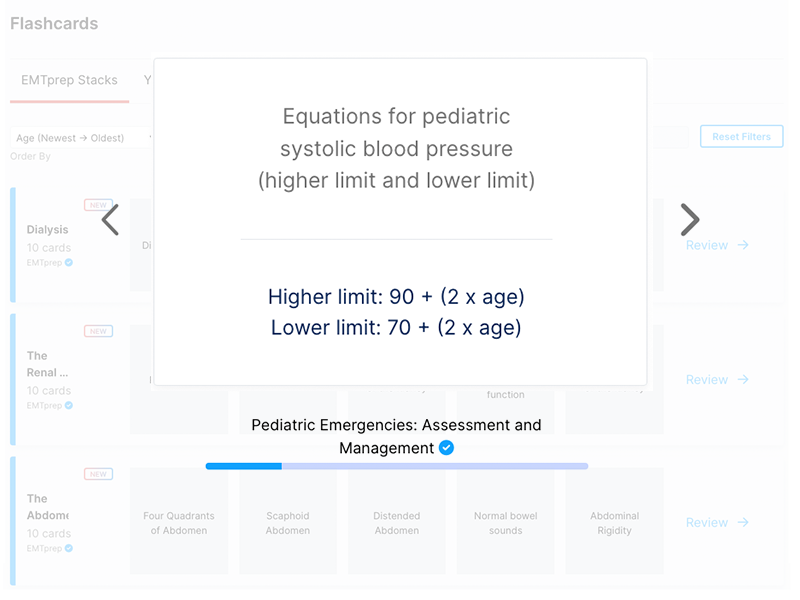 Flashcards
EMTprep Stacks
Y
Age (Newest → Oldest)
Order By
Reset Filters
Equations for pediatric
systolic blood pressure
(higher limit and lower limit)
Higher limit: 90 + (2 x age)
Lower limit: 70 + (2 x age)
NEW
Dialysis
10 cards
EMTprep
Di
Review →
NEW
The
Renal ...
10 cards
EMTprep
function
Review →
Pediatric Emergencies: Assessment and
Management
NEW
The
Abdome
10 cards
EMTprep
Four Quadrants
of Abdomen
Scaphoid
Abdomen
Distended
Abdomen
Normal bowel
sounds
Abdominal
Rigidity
Review →